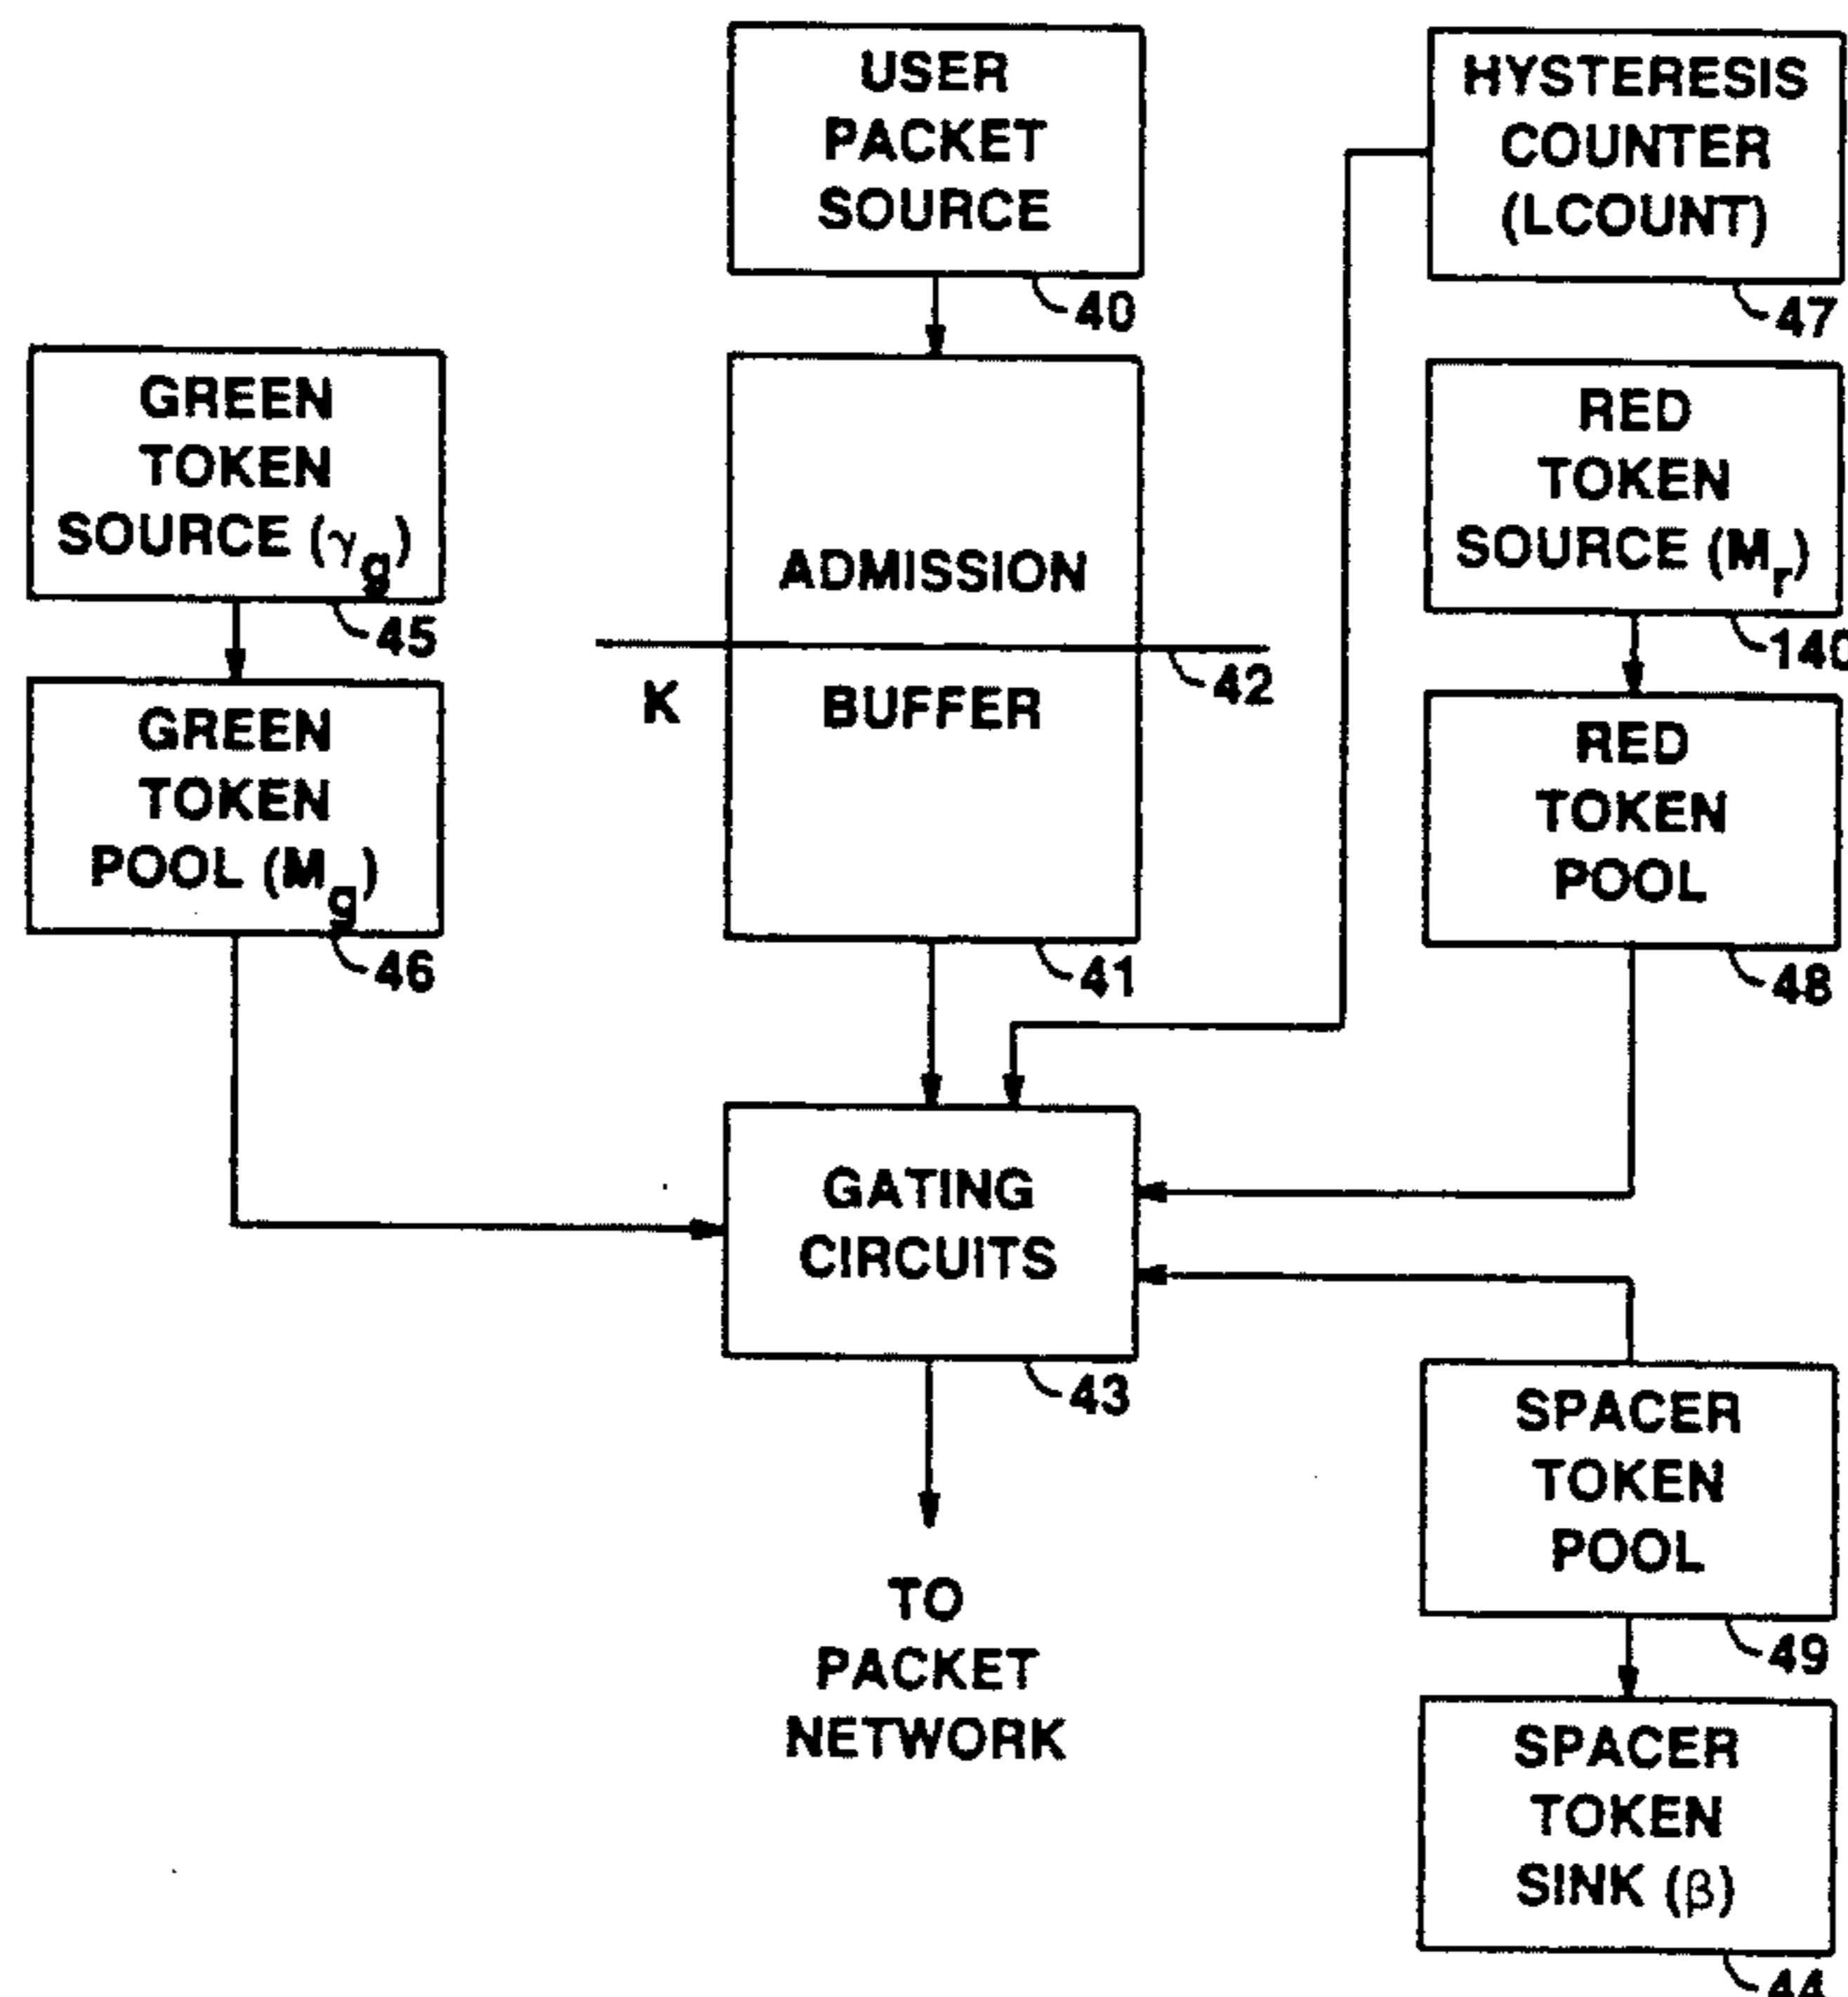 USER
PACKET
SOURCE
40
HYSTERESIS
COUNTER
(LCOUNT)
47
GREEN
TOKEN
SOURCE (γg)
45
ADMISSION
BUFFER
K
42
41
RED
TOKEN
SOURCE (Mr)
140
GREEN
TOKEN
POOL (Mg)
46
RED
TOKEN
POOL
48
GATING
CIRCUITS
43
SPACER
TOKEN
POOL
49
TO
PACKET
NETWORK
SPACER
TOKEN
SINK (β)
44